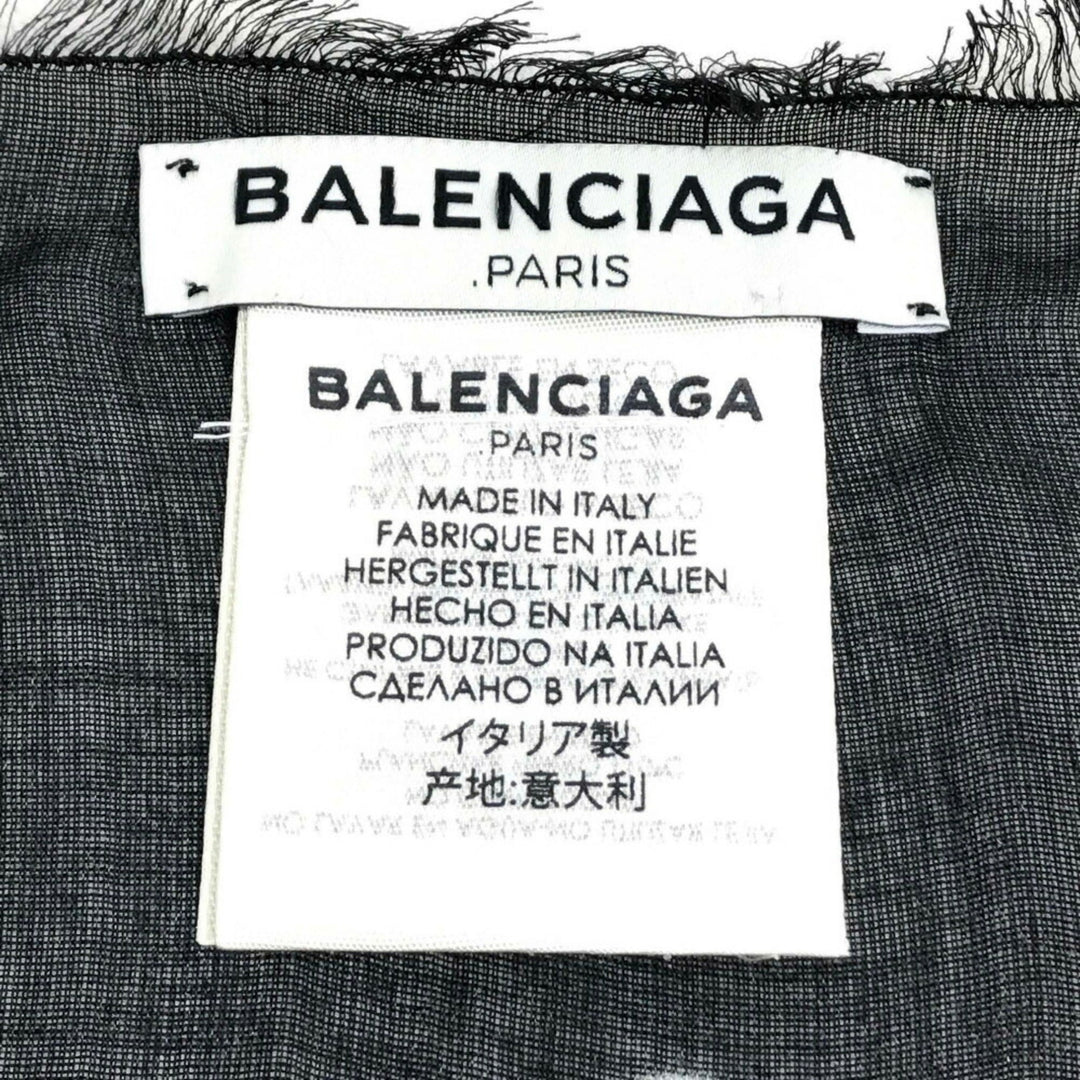 BALENCIAGA
.PARIS
BALENCIAGA
.PARIS
MADE IN ITALY
FABRIQUE EN ITALIE
HERGESTELLT IN ITALIEN
HECHO EN ITALIA
PRODUZIDO NA ITALIA
СДЕЛАНО В ИТАЛИИ
イタリア製
产地:意大利